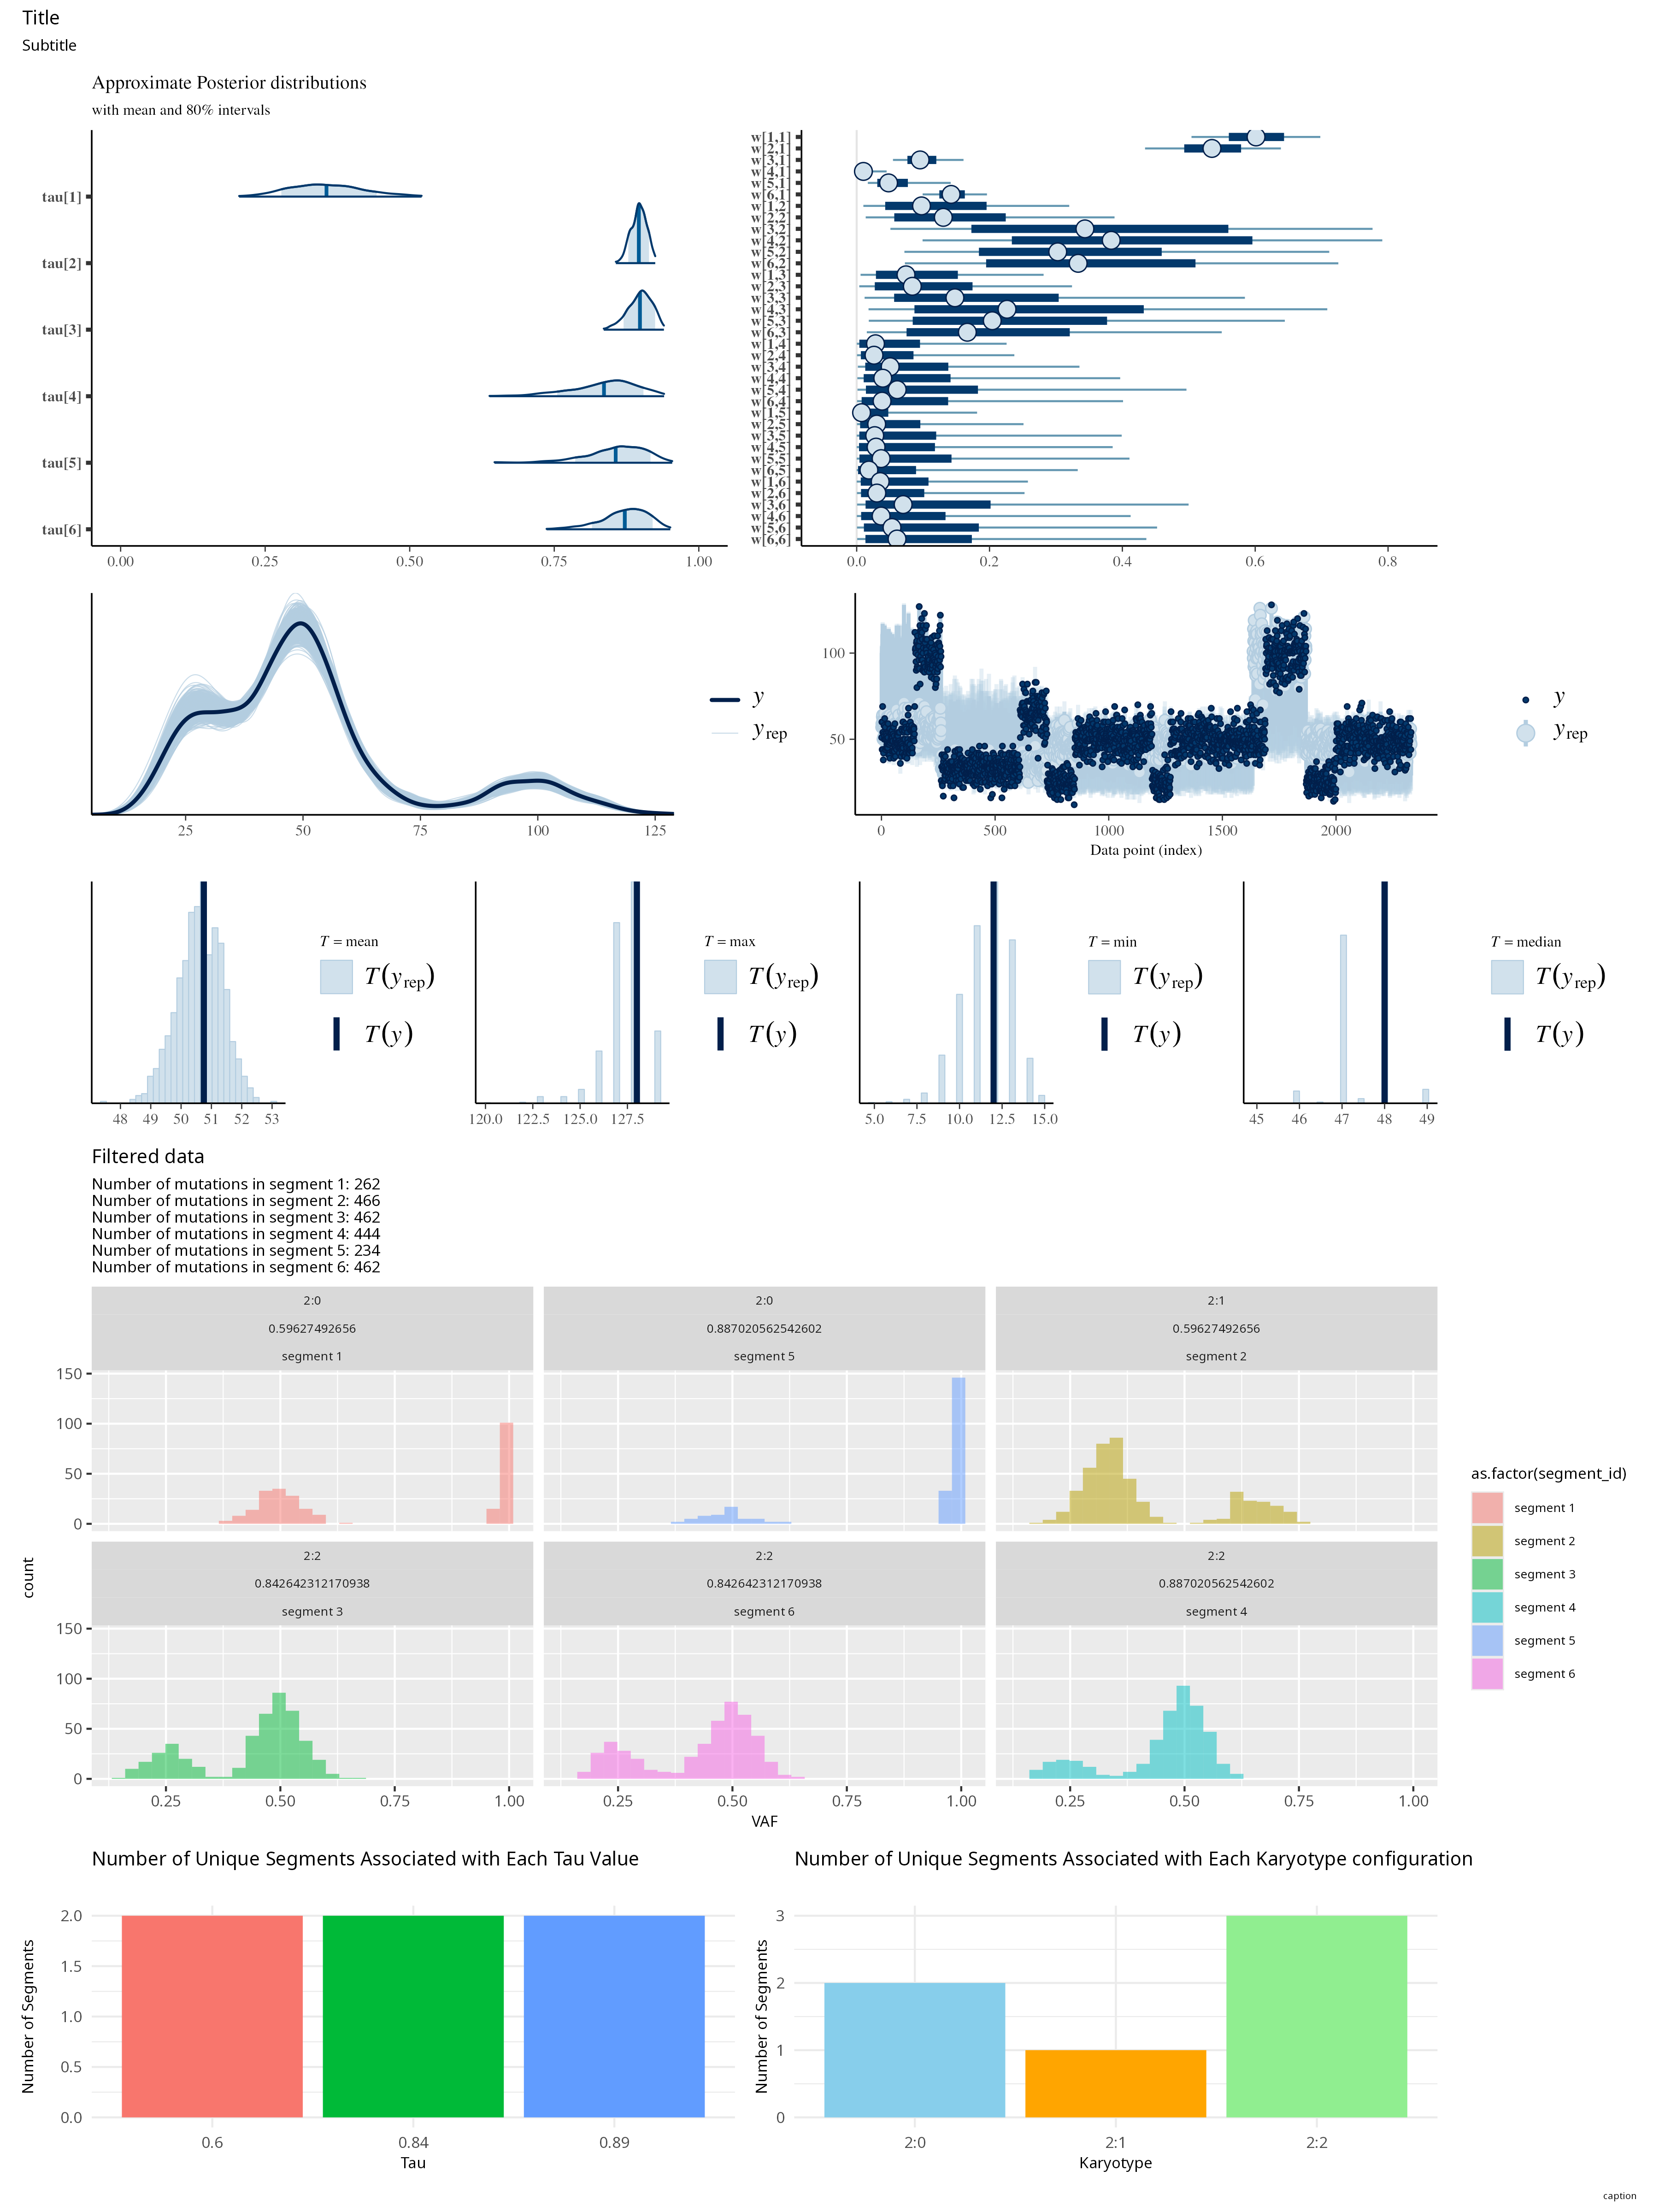 Title
Subtitle
Approximate Posterior distributions
with mean and 80% intervals
tau[1]
tau[2]
tau[3]
tau[4]
tau[5]
tau[6]
0.00 0.25 0.50 0.75 1.00
w[1,1]
w[2,1]
w[3,1]
w[4,1]
w[5,1]
w[6,1]
w[1,2]
w[2,2]
w[3,2]
w[4,2]
w[5,2]
w[6,2]
w[1,3]
w[2,3]
w[3,3]
w[4,3]
w[5,3]
w[6,3]
w[1,4]
w[2,4]
w[3,4]
w[4,4]
w[5,4]
w[6,4]
w[1,5]
w[2,5]
w[3,5]
w[4,5]
w[5,5]
w[6,5]
w[1,6]
w[2,6]
w[3,6]
w[4,6]
w[5,6]
w[6,6]
0.0 0.2 0.4 0.6 0.8
25 50 75 100 125
y
yrep
100
50
0 500 1000 1500 2000
Data point (index)
y
yrep
48 49 50 51 52 53
T = mean
T(yrep)
T(y)
120.0 122.5 125.0 127.5
T = max
T(yrep)
T(y)
5.0 7.5 10.0 12.5 15.0
T = min
T(yrep)
T(y)
45 46 47 48 49
T = median
T(yrep)
T(y)
Filtered data
Number of mutations in segment 1: 262
Number of mutations in segment 2: 466
Number of mutations in segment 3: 462
Number of mutations in segment 4: 444
Number of mutations in segment 5: 234
Number of mutations in segment 6: 462
2:0 2:0 2:1
0.59627492656 0.887020562542602 0.59627492656
segment 1 segment 5 segment 2
150
100
50
0
2:2 2:2 2:2
0.842642312170938 0.842642312170938 0.887020562542602
segment 3 segment 6 segment 4
150
100
50
0
count
0.25 0.50 0.75 1.00 0.25 0.50 0.75 1.00 0.25 0.50 0.75 1.00
VAF
as.factor(segment_id)
segment 1
segment 2
segment 3
segment 4
segment 5
segment 6
Number of Unique Segments Associated with Each Tau Value
Number of Segments
2.0
1.5
1.0
0.5
0.0
0.6 0.84 0.89
Tau
Number of Unique Segments Associated with Each Karyotype configuration
Number of Segments
3
2
1
0
2:0 2:1 2:2
Karyotype
caption